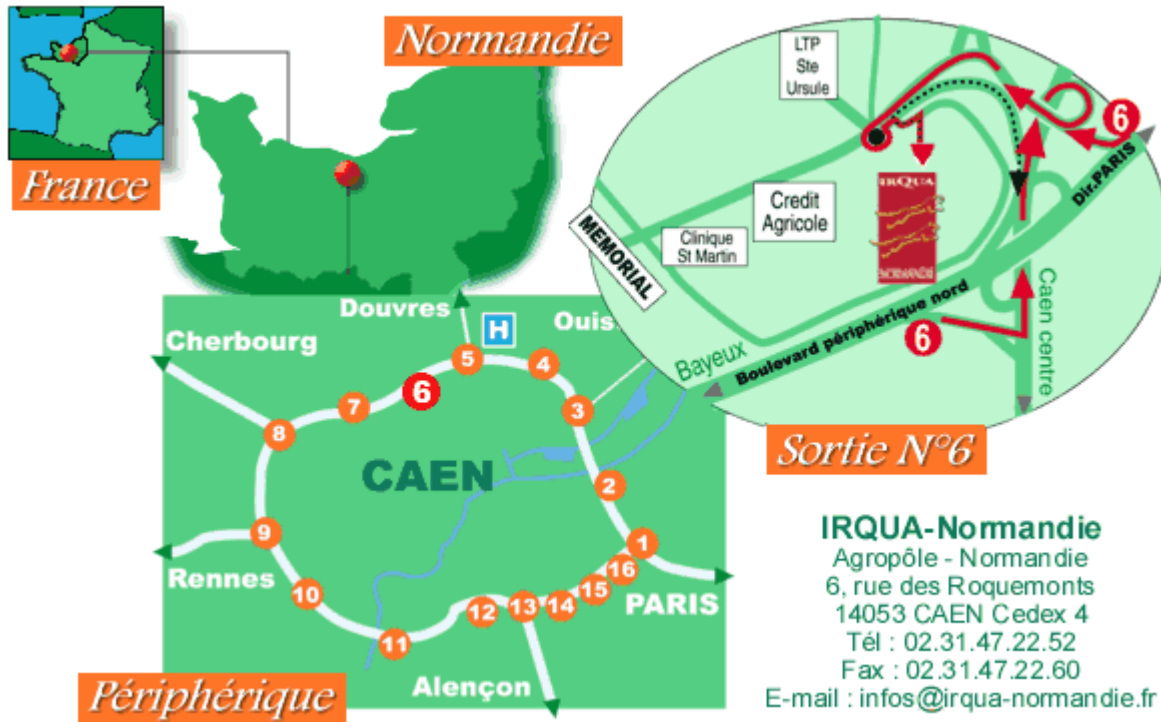 Normandie
France
LTP
Ste
Ursule
6
Dir.PARIS
IRQUA
NORMANDIE
Credit
Agricole
Clinique
St Martin
MEMORIAL
Boulevard périphérique nord
6
Bayeux
Caen centre
Sortie N°6
Douvres
H
Ouis
Cherbourg
5
4
6
7
3
8
CAEN
2
9
1
Rennes
16
10
15
PARIS
12
13
14
11
Alençon
Périphérique
IRQUA-Normandie
Agropôle - Normandie
6, rue des Roquemonts
14053 CAEN Cedex 4
Tél : 02.31.47.22.52
Fax : 02.31.47.22.60
E-mail : infos@irqua-normandie.fr